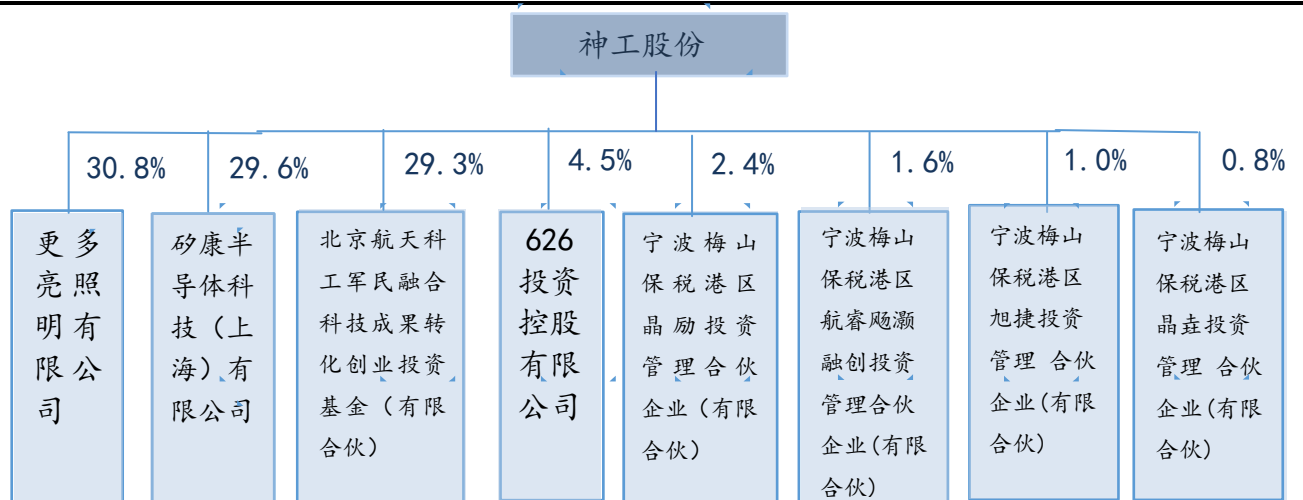 神工股份
30.8%
29.6%
29.3%
4.5%
2.4%
1.6%
1.0%
0.8%
更多
亮照
明有
限公
司
矽康半
导体科
技（上
海）有
限公司
北京航天科
工军民融合
科技成果转
化创业投资
基金（有限
合伙）
626
投资
控股
有限
公司
宁波梅山
保税港区
晶励投资
管理合伙
企业（有限
合伙）
宁波梅山
保税港区
航睿飏灏
融创投资
管理合伙
企业(有限
合伙）
宁波梅山
保税港区
旭捷投资
管理 合伙
企业(有限
合伙）
宁波梅山
保税港区
晶垚投资
管理 合伙
企业(有限
合伙）